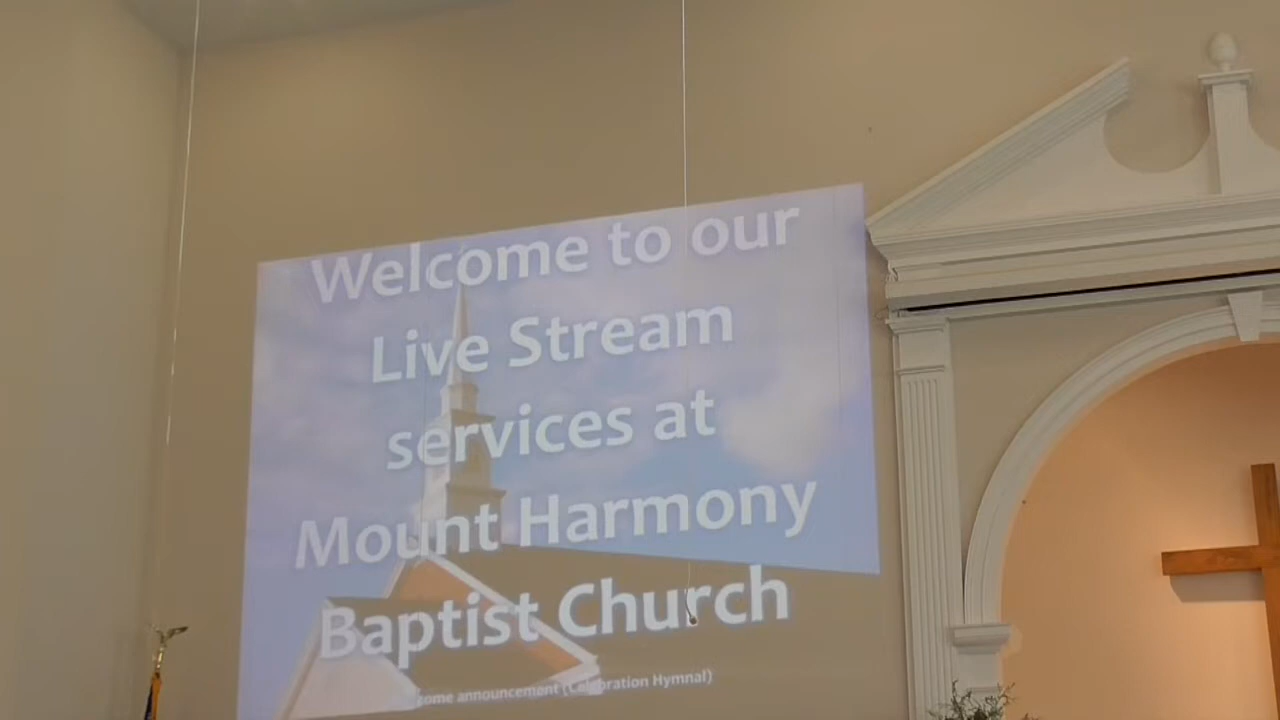 Welcome to our
Live Stream
services at
Mount Harmony
Baptist Church
announcement (Celebration Hymnal)